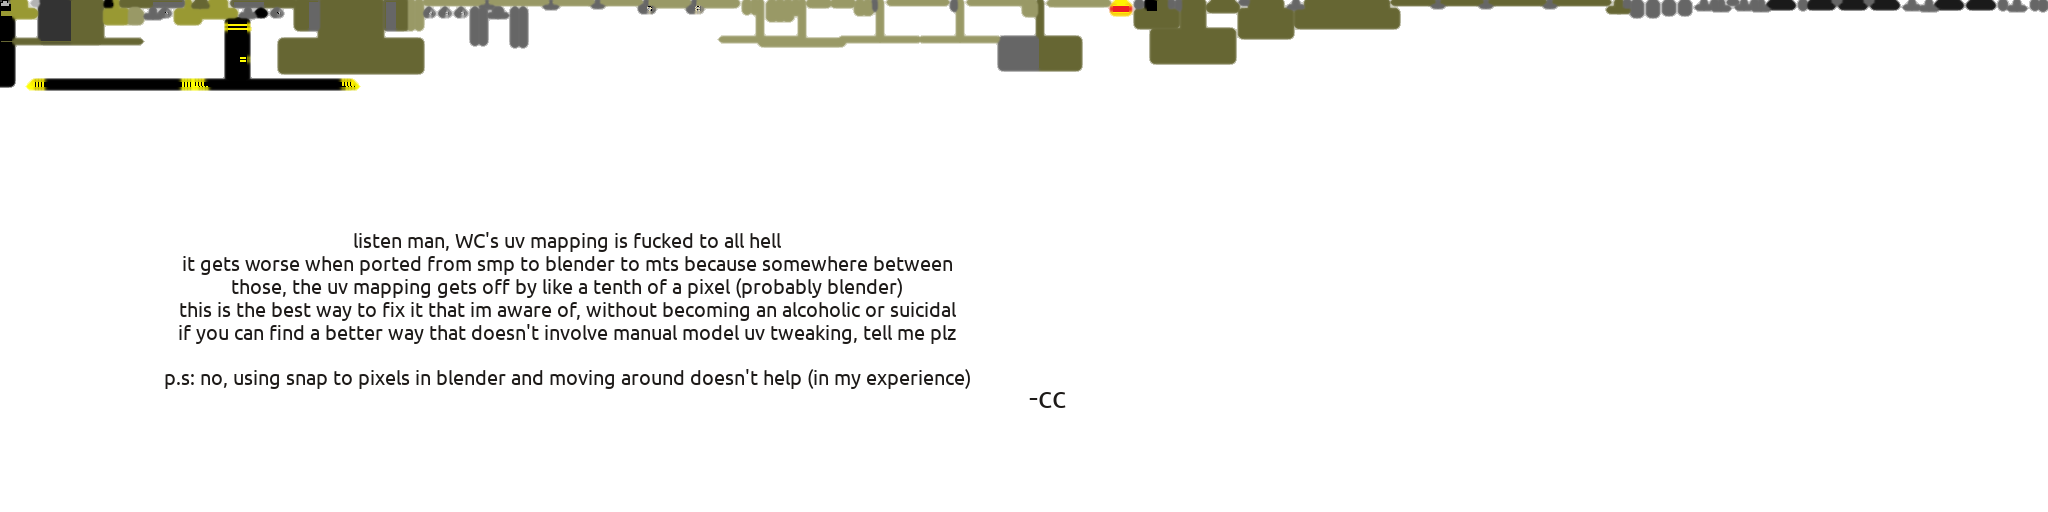 listen man, WC's uv mapping is fucked to all hell
it gets worse when ported from smp to blender to mts because somewhere between
those, the uv mapping gets off by like a tenth of a pixel (probably blender)
this is the best way to fix it that im aware of, without becoming an alcoholic or suicidal
if you can find a better way that doesn't involve manual model uv tweaking, tell me plz
p.s: no, using snap to pixels in blender and moving around doesn't help (in my experience)
-cc